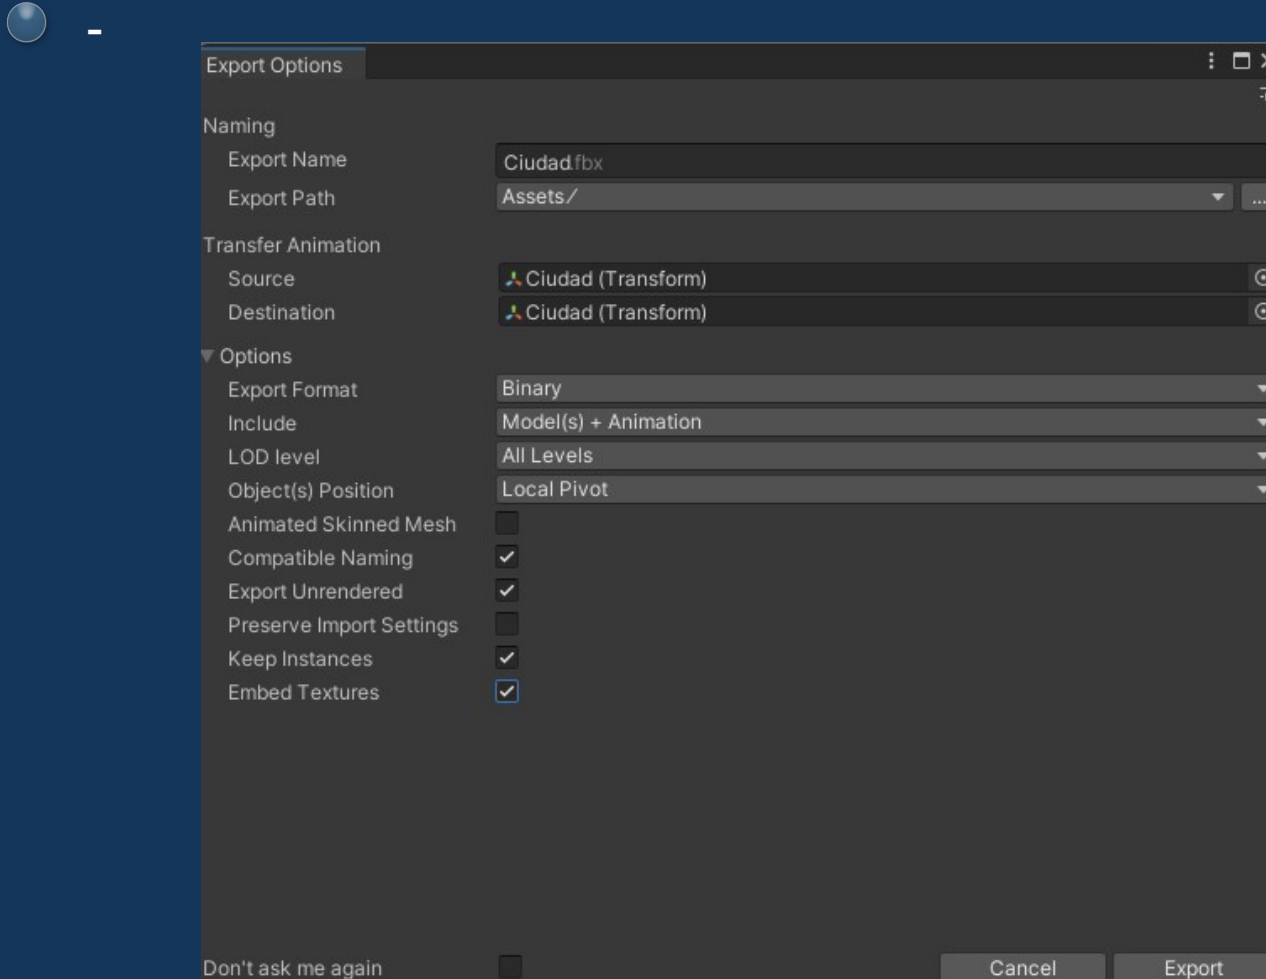 -
Export Options
Naming
Export Name Ciudad.fbx
Export Path Assets/ ...
Transfer Animation
Source Ciudad (Transform)
Destination Ciudad (Transform)
Options
Export Format Binary
Include Model(s) + Animation
LOD level All Levels
Object(s) Position Local Pivot
Animated Skinned Mesh
Compatible Naming
Export Unrendered
Preserve Import Settings
Keep Instances
Embed Textures
Don't ask me again Cancel Export